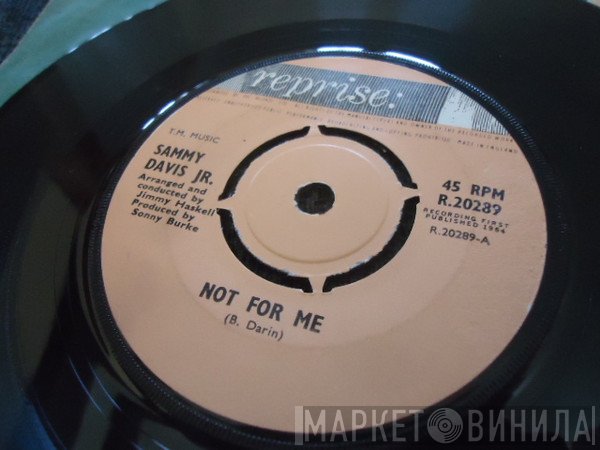 reprise:
T.M. MUSIC
SAMMY
DAVIS JR.
Arranged and
conducted by
Jimmy Haskell
Produced by
Sonny Burke
45 RPM
R.20289
RECORDING FIRST
PUBLISHED 1964
R.20289-A
NOT FOR ME
(B. Darin)
МАРКЕТ ВИНИЛА